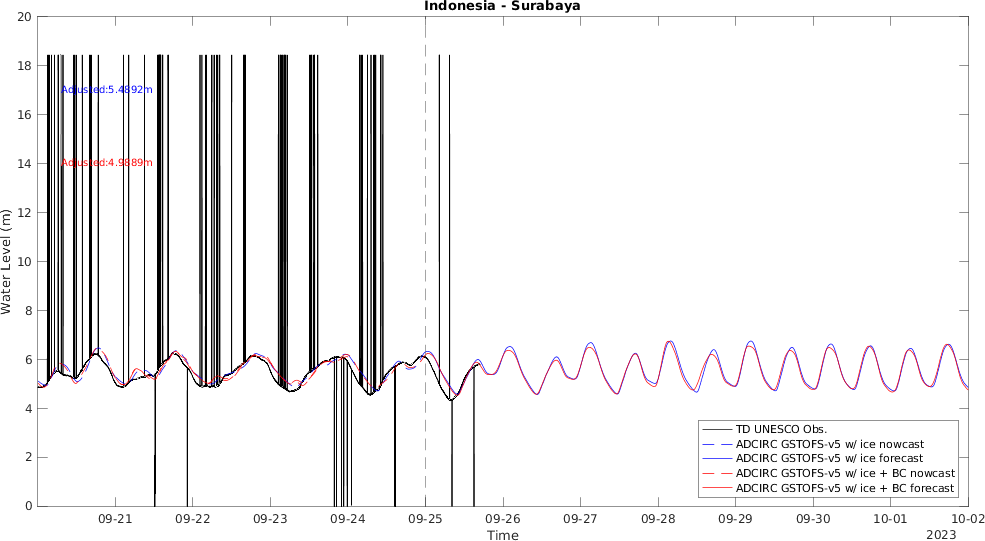 Indonesia - Surabaya
20
18
16
14
12
10
8
6
4
2
0
Water Level (m)
Adjusted:5.4892m
Adjusted:4.9889m
TD UNESCO Obs.
ADCIRC GSTOFS-v5 w/ ice nowcast
ADCIRC GSTOFS-v5 w/ ice forecast
ADCIRC GSTOFS-v5 w/ ice + BC nowcast
ADCIRC GSTOFS-v5 w/ ice + BC forecast
09-21 09-22 09-23 09-24 09-25 09-26 09-27 09-28 09-29 09-30 10-01 10-02
Time
2023